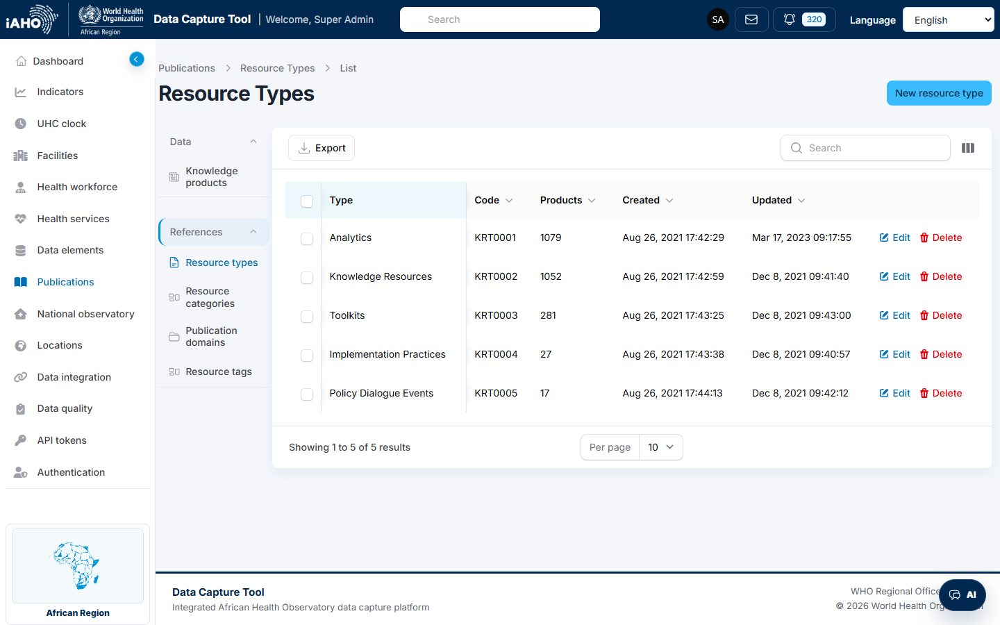 iAHO
World Health
Organization
African Region
Data Capture Tool
Welcome, Super Admin
Search
SA
320
Language
English
Dashboard
Indicators
UHC clock
Facilities
Health workforce
Health services
Data elements
Publications
National observatory
Locations
Data integration
Data quality
API tokens
Authentication
African Region
Publications > Resource Types > List
Resource Types
New resource type
Data
Knowledge
products
References
Resource types
Resource
categories
Publication
domains
Resource tags
Export
Search
Type Code Products Created Updated
Analytics KRT0001 1079 Aug 26, 2021 17:42:29 Mar 17, 2023 09:17:55 Edit Delete
Knowledge Resources KRT0002 1052 Aug 26, 2021 17:42:59 Dec 8, 2021 09:41:40 Edit Delete
Toolkits KRT0003 281 Aug 26, 2021 17:43:25 Dec 8, 2021 09:43:00 Edit Delete
Implementation Practices KRT0004 27 Aug 26, 2021 17:43:38 Dec 8, 2021 09:40:57 Edit Delete
Policy Dialogue Events KRT0005 17 Aug 26, 2021 17:44:13 Dec 8, 2021 09:42:12 Edit Delete
Showing 1 to 5 of 5 results
Per page 10
Data Capture Tool
Integrated African Health Observatory data capture platform
WHO Regional Office
© 2026 World Health
AI